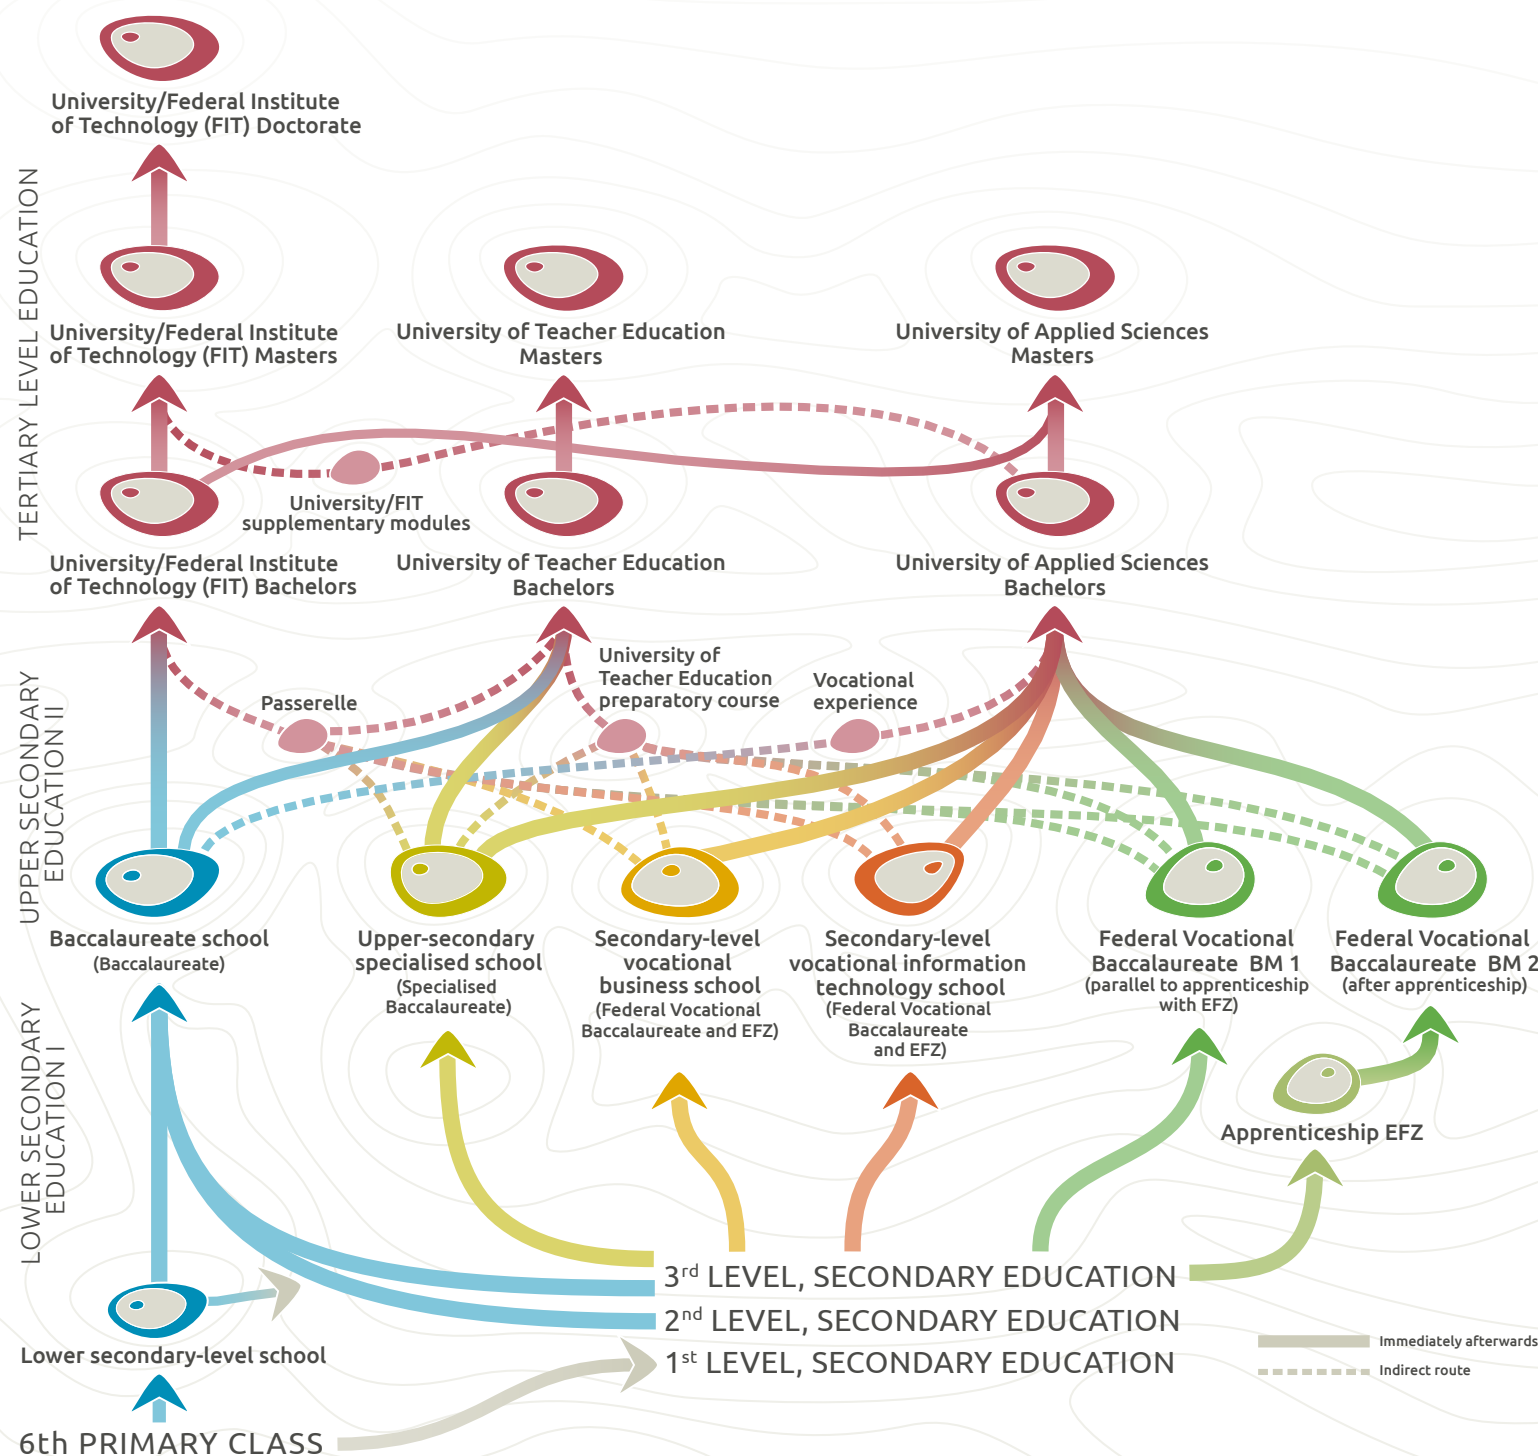 University/Federal Institute
of Technology (FIT) Doctorate
TERTIARY LEVEL EDUCATION
University/Federal Institute
of Technology (FIT) Masters
University of Teacher Education
Masters
University of Applied Sciences
Masters
University/FIT
supplementary modules
University/Federal Institute
of Technology (FIT) Bachelors
University of Teacher Education
Bachelors
University of Applied Sciences
Bachelors
UPPER SECONDARY
EDUCATION II
Passerelle
University of
Teacher Education
preparatory course
Vocational
experience
Baccalaureate school
(Baccalaureate)
Upper-secondary
specialised school
(Specialised
Baccalaureate)
Secondary-level
vocational
business school
(Federal Vocational
Baccalaureate and EFZ)
Secondary-level
vocational information
technology school
(Federal Vocational
Baccalaureate
and EFZ)
Federal Vocational
Baccalaureate BM 1
(parallel to apprenticeship
with EFZ)
Federal Vocational
Baccalaureate BM 2
(after apprenticeship)
LOWER SECONDARY
EDUCATION I
Apprenticeship EFZ
3rd LEVEL, SECONDARY EDUCATION
2nd LEVEL, SECONDARY EDUCATION
1st LEVEL, SECONDARY EDUCATION
Lower secondary-level school
6th PRIMARY CLASS
Immediately afterwards
Indirect route